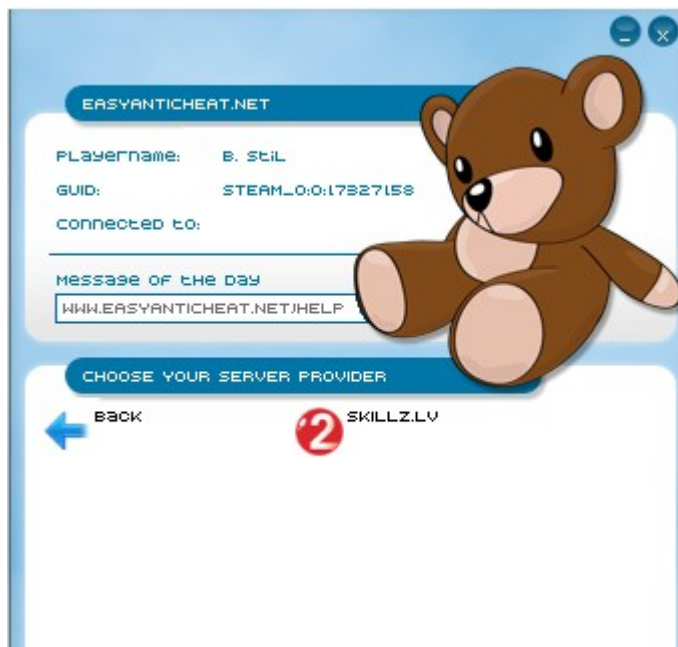 EASYANTICHEAT.NET
PLayername: B. StiL
GUID: STEAM_0:0:17327158
connected to:
Message of the Day
WWW.EASYANTICHEAT.NET/HELP
CHOOSE YOUR SERVER PROVIDER
Back
2 SKILLZ.LV